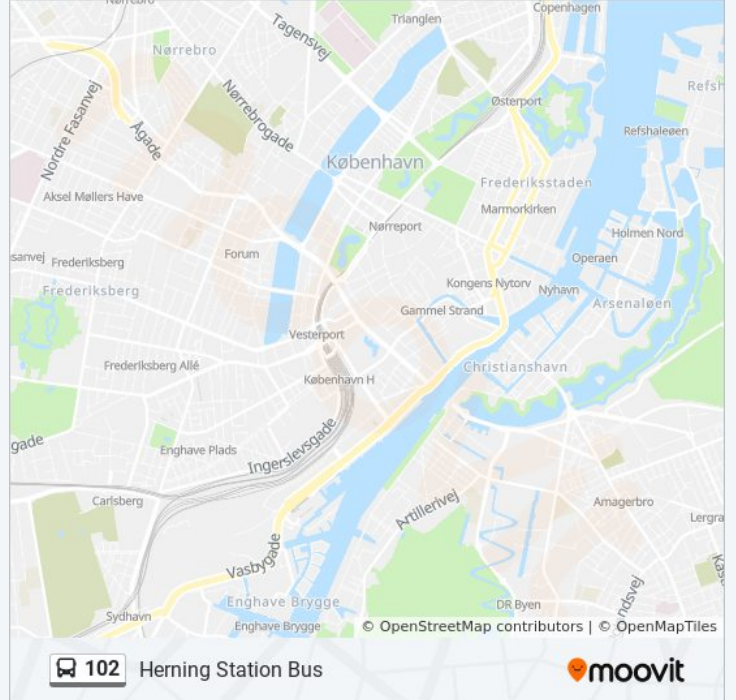 Nørrebro
Copenhagen
Tagensvej
Trianglen
Nørrebro
Refsh
Nordre Fasanvej
Nørrebrogade
Østerport
Ågade
Refshaleøen
København
Frederiksstaden
Aksel Møllers Have
Marmorkirken
Nørreport
Holmen Nord
sanvej
Frederiksberg
Forum
Operaen
Kongens Nytorv
Nyhavn
Frederiksberg
Arsenaløen
Gammel Strand
Vesterport
Frederiksberg Allé
Christianshavn
København H
gade
Enghave Plads
Ingerslevsgade
Carlsberg
Artillerivej
Amagerbro
Lergra
Vasbygade
Kas
ndsvej
Enghave Brygge
DR Byen
Sydhavn
Enghave Brygge
© OpenStreetMap contributors | © OpenMapTiles
102 Herning Station Bus
moovit